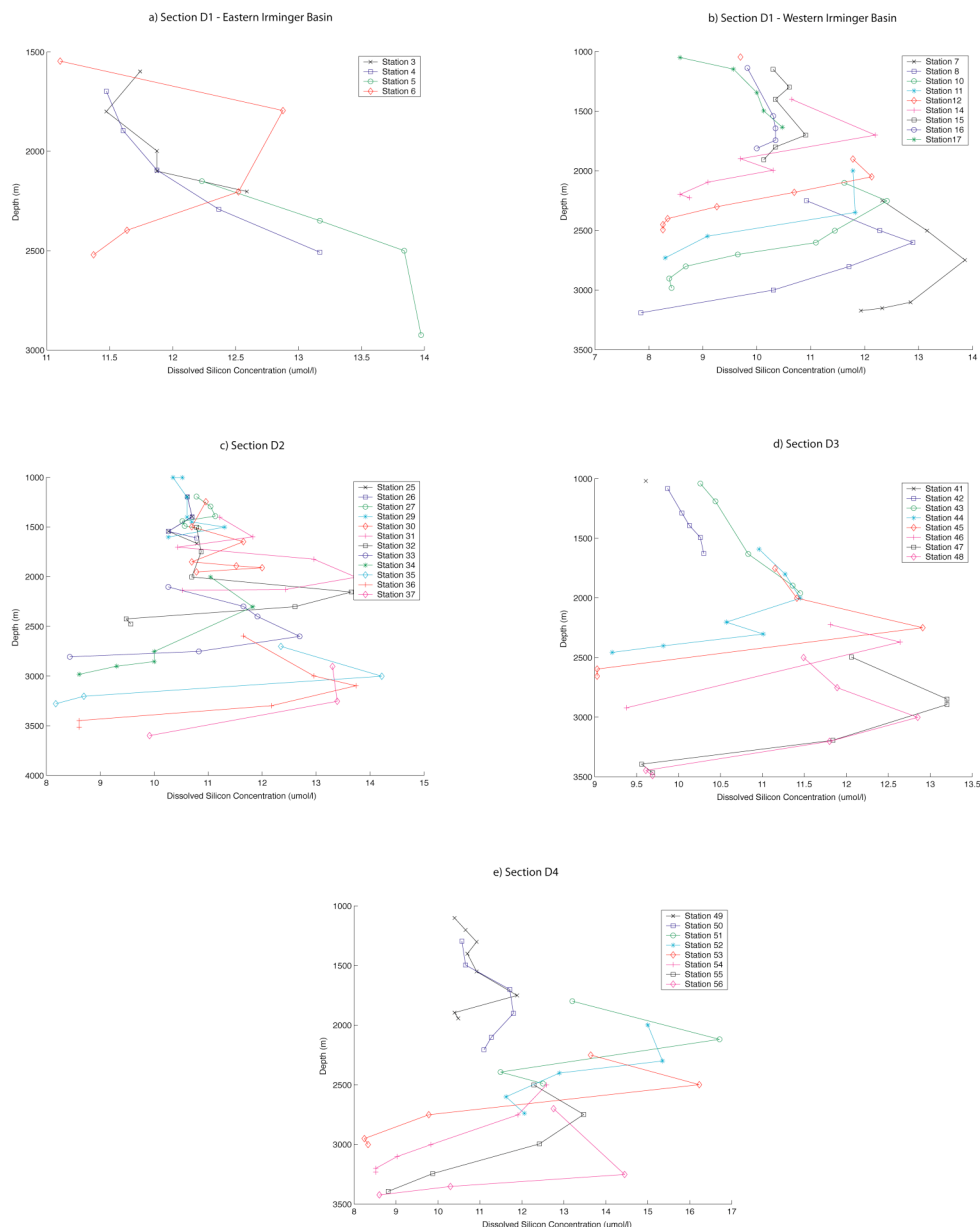 a) Section D1 - Eastern Irminger Basin
1500
2000
2500
3000
Depth (m)
11
11.5
12
12.5
13
13.5
14
Dissolved Silicon Concentration (umol/l)
Station 3
Station 4
Station 5
Station 6
b) Section D1 - Western Irminger Basin
1000
1500
2000
2500
3000
3500
Depth (m)
7
8
9
10
11
12
13
14
Dissolved Silicon Concentration (umol/l)
Station 7
Station 8
Station 10
Station 11
Station12
Station 14
Station 15
Station 16
Station17
c) Section D2
1000
1500
2000
2500
3000
3500
4000
Depth (m)
8
9
10
11
12
13
14
15
Dissolved Silicon Concentration (umol/l)
Station 25
Station 26
Station 27
Station 29
Station 30
Station 31
Station 32
Station 33
Station 34
Station 35
Station 36
Station 37
d) Section D3
1000
1500
2000
2500
3000
3500
Depth (m)
9
9.5
10
10.5
11
11.5
12
12.5
13
13.5
Dissolved Silicon Concentration (umol/l)
Station 41
Station 42
Station 43
Station 44
Station 45
Station 46
Station 47
Station 48
e) Section D4
1000
1500
2000
2500
3000
3500
Depth (m)
8
9
10
11
12
13
14
15
16
17
Dissolved Silicon Concentration (umol/l)
Station 49
Station 50
Station 51
Station 52
Station 53
Station 54
Station 55
Station 56